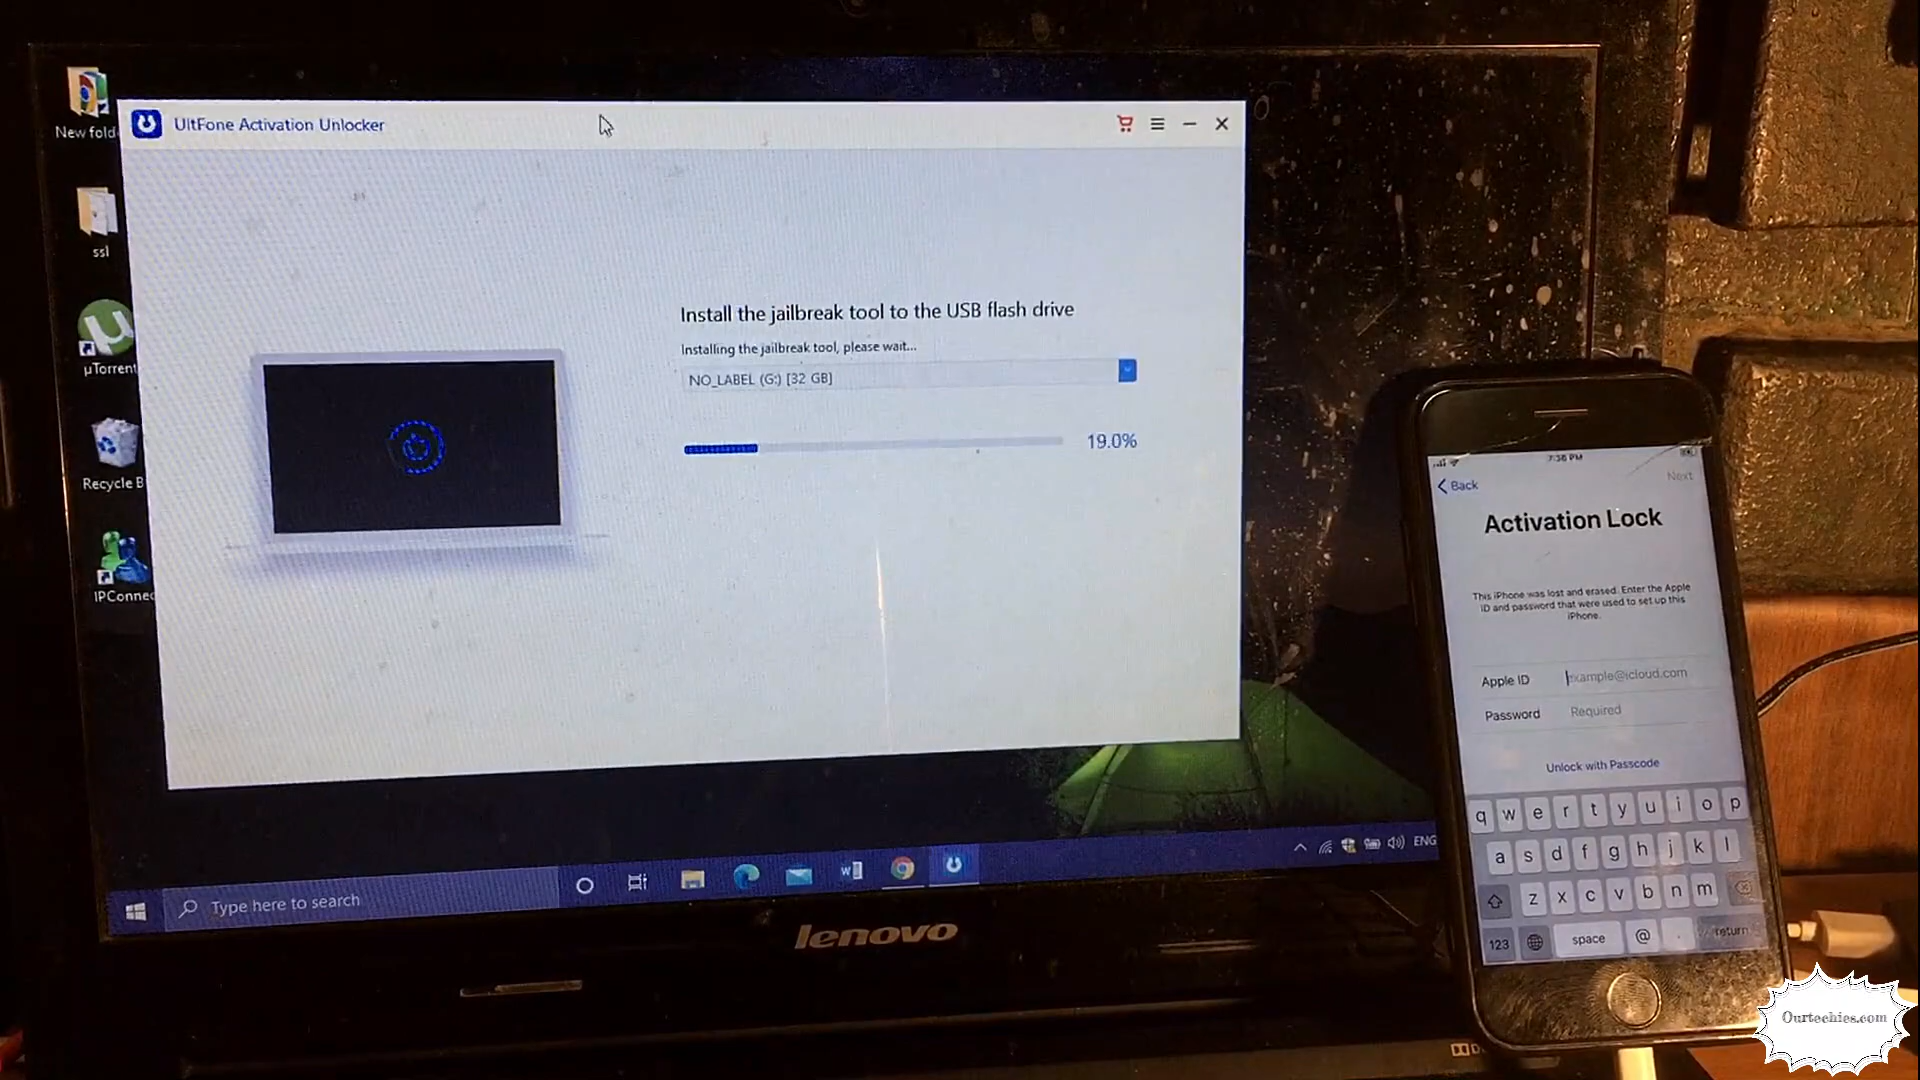 New fold
UltFone Activation Unlocker
ssl
Install the jailbreak tool to the USB flash drive
Installing the jailbreak tool, please wait...
NO_LABEL (G:) [32 GB]
19.0%
µTorrent
Recycle B
IPConnec
ENG
Type here to search
lenovo
7:36 PM
Back
Next
Activation Lock
This iPhone was lost and erased. Enter the Apple
ID and password that were used to set up this
iPhone.
Apple ID
example@icloud.com
Password
Required
Unlock with Passcode
q w e r t y u i o p
a s d f g h j k l
z x c v b n m
123
space
@
.
return
Ourtechies.com